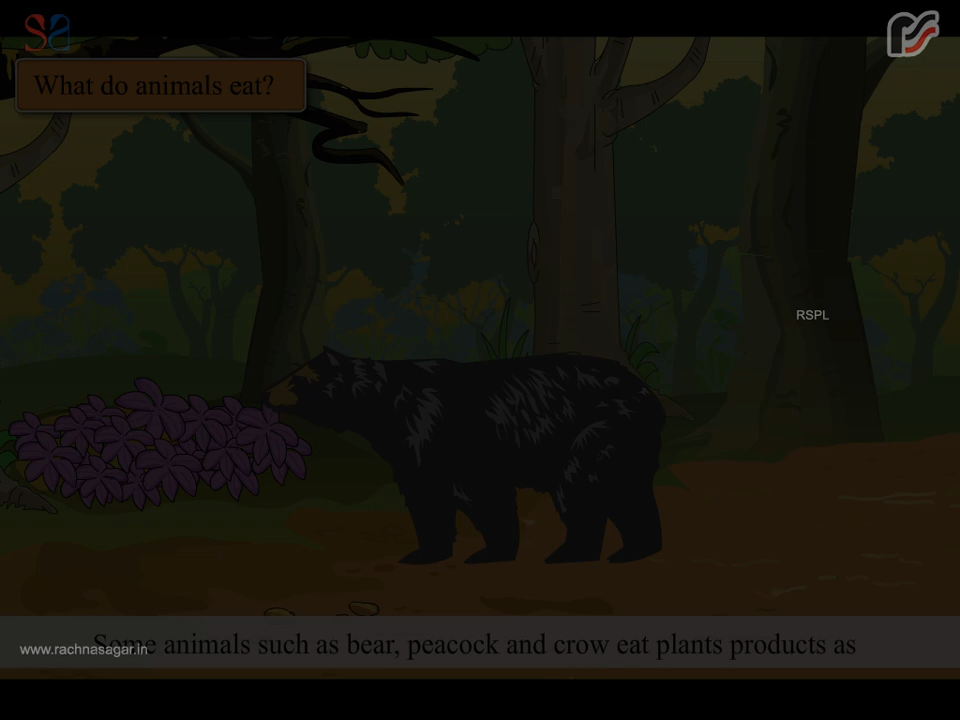 What do animals eat?
RSPL
Some animals such as bear, peacock and crow eat plants products as
www.rachnasagar.in